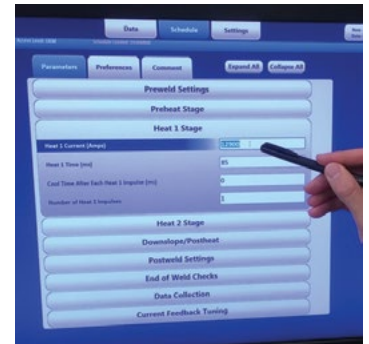 Data Schedule Settings
Parameters Preferences Comment Expand All Collapse All
Preweld Settings
Preheat Stage
Heat 1 Stage
Heat 1 Current (Amps) 12900
Heat 1 Time (ms) 85
Cool Time After Each Heat 1 Impulse (ms) 0
Number of Heat 1 Impulses 1
Heat 2 Stage
Downslope/Postheat
Postweld Settings
End of Weld Checks
Data Collection
Current Feedback Tuning